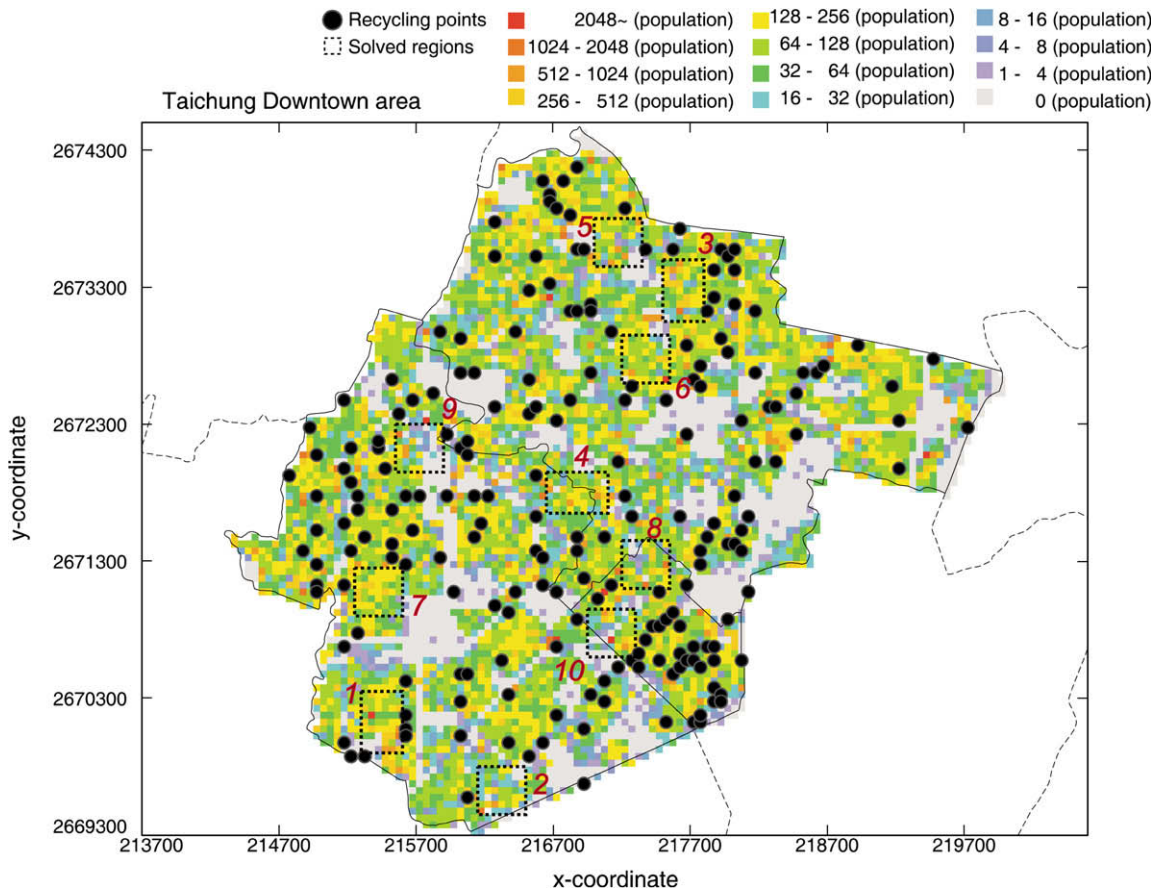 Recycling points
Solved regions
2048~ (population)
1024 - 2048 (population)
512 - 1024 (population)
256 - 512 (population)
128 - 256 (population)
64 - 128 (population)
32 - 64 (population)
16 - 32 (population)
8 - 16 (population)
4 - 8 (population)
1 - 4 (population)
0 (population)
Taichung Downtown area
2674300
2673300
2672300
2671300
2670300
2669300
y-coordinate
5
3
6
9
4
8
7
10
1
2
213700 214700 215700 216700 217700 218700 219700
x-coordinate